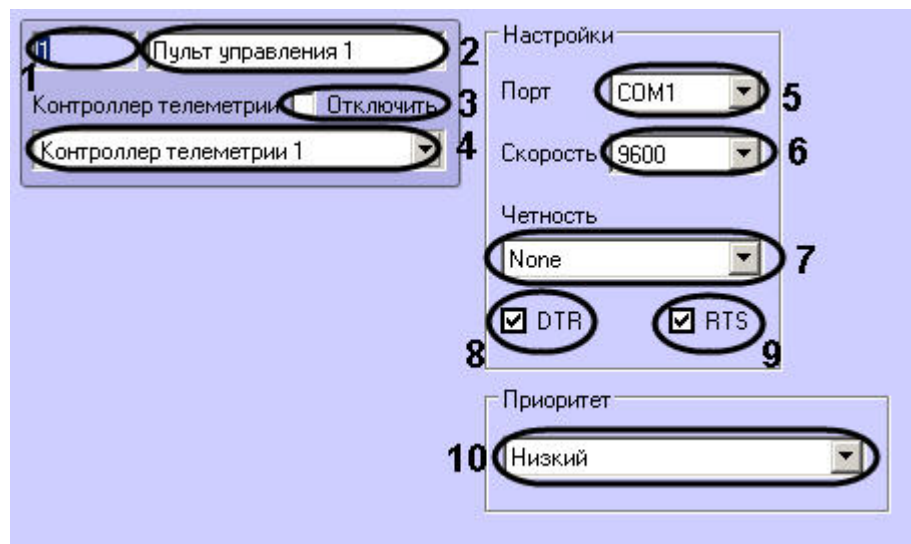 1 Пульт управления 1 2
1
Контроллер телеметрии Отключить 3
Контроллер телеметрии 1 4
Настройки
Порт COM1 5
Скорость 9600 6
Четность
None 7
DTR RTS
8 9
Приоритет
10 Низкий